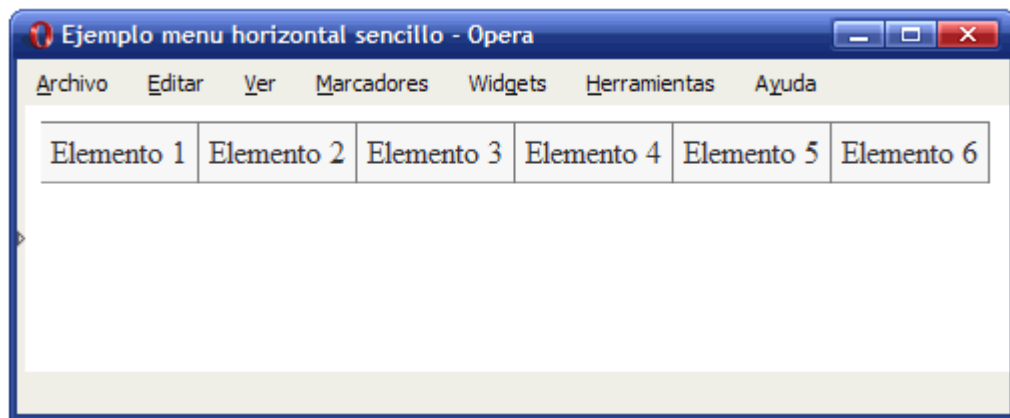 Ejemplo menu horizontal sencillo - Opera
Archivo Editar Ver Marcadores Widgets Herramientas Ayuda
Elemento 1 Elemento 2 Elemento 3 Elemento 4 Elemento 5 Elemento 6